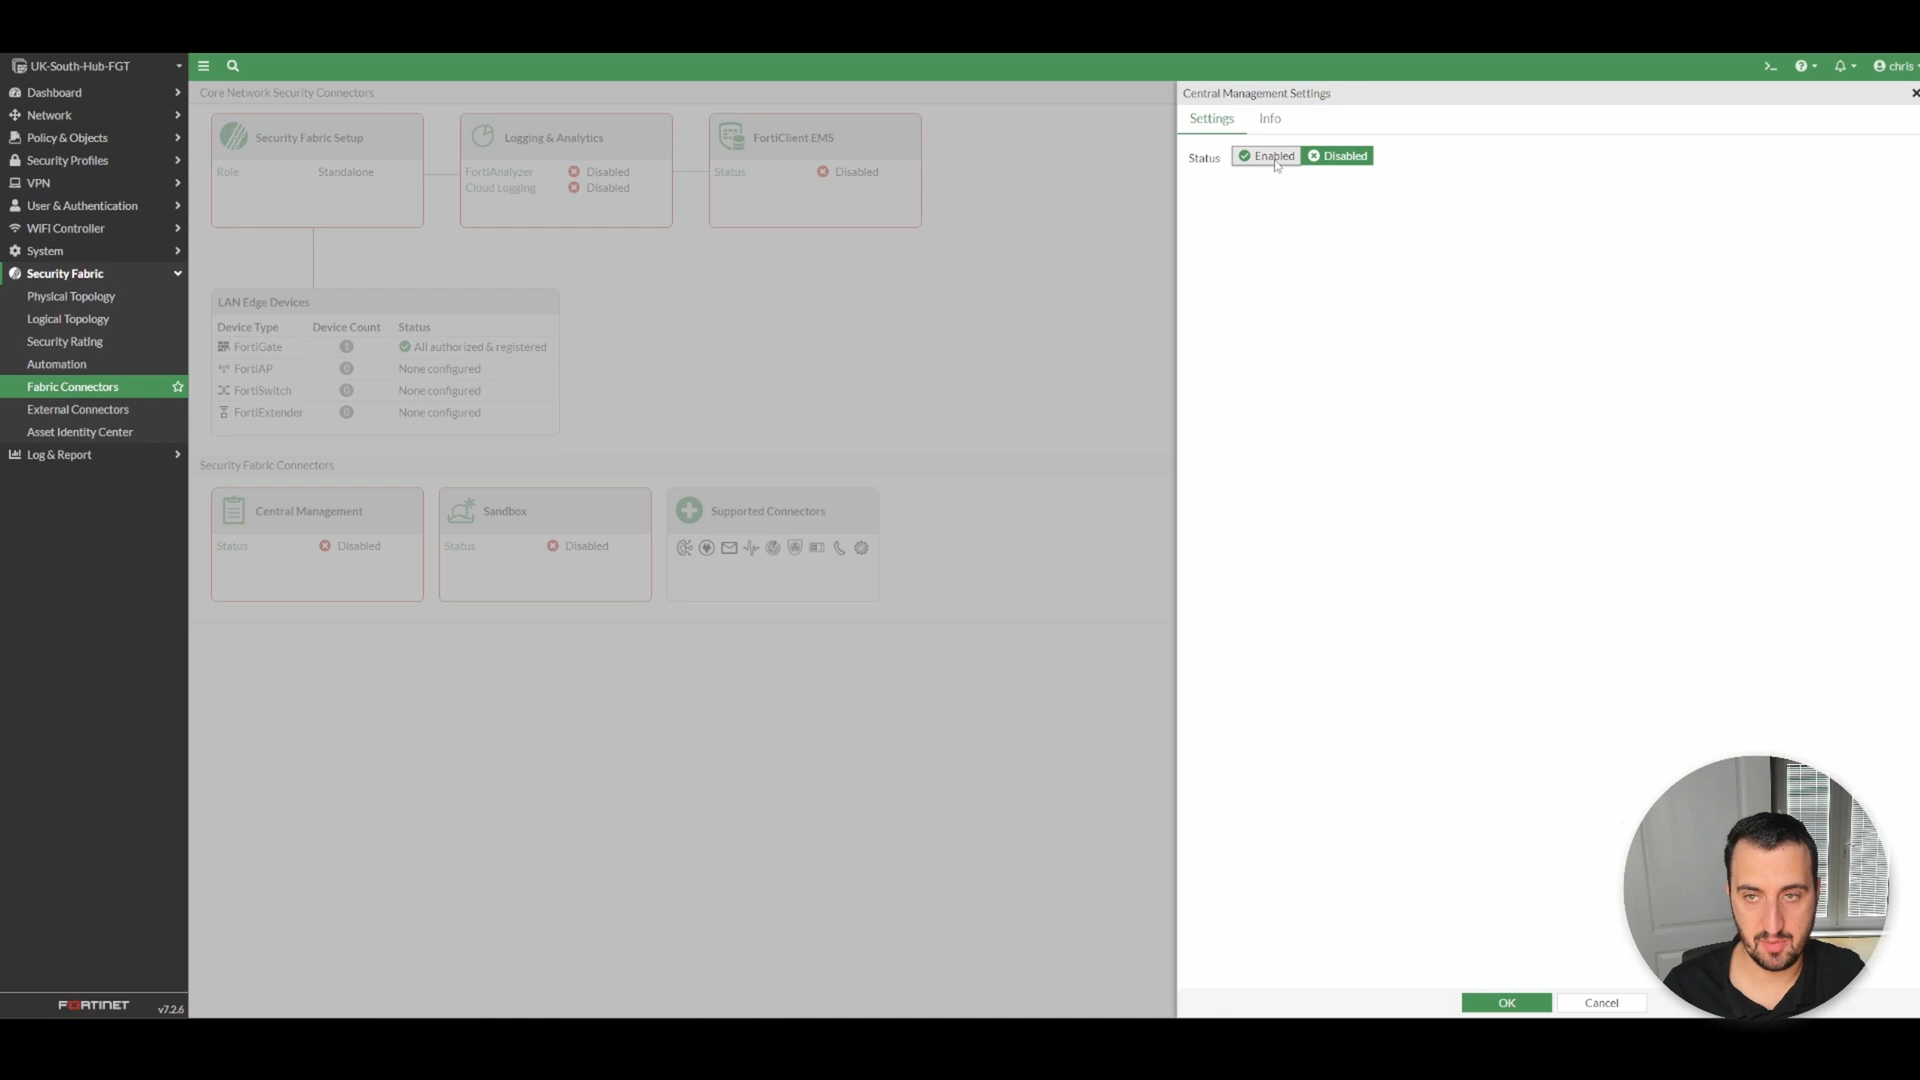 UK-South-Hub-FGT
chris
Dashboard
Network
Policy & Objects
Security Profiles
VPN
User & Authentication
WiFi Controller
System
Security Fabric
Physical Topology
Logical Topology
Security Rating
Automation
Fabric Connectors
External Connectors
Asset Identity Center
Log & Report
FORTINET
v7.2.6
Core Network Security Connectors
Security Fabric Setup
Role Standalone
Logging & Analytics
FortiAnalyzer Disabled
Cloud Logging Disabled
FortiClient EMS
Status Disabled
LAN Edge Devices
Device Type Device Count Status
FortiGate 1 All authorized & registered
FortiAP 0 None configured
FortiSwitch 0 None configured
FortiExtender 0 None configured
Security Fabric Connectors
Central Management
Status Disabled
Sandbox
Status Disabled
Supported Connectors
Central Management Settings
Settings Info
Status Enabled Disabled
OK Cancel